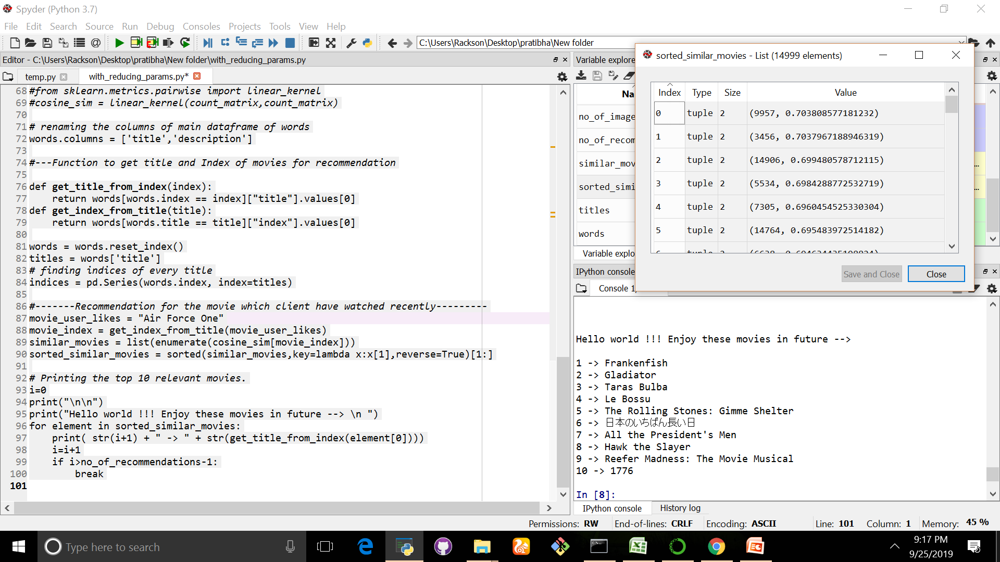 Spyder (Python 3.7)
File Edit Search Source Run Debug Consoles Projects Tools View Help
C:\Users\Rackson\Desktop\pratibha\New folder
Editor - C:\Users\Rackson\Desktop\pratibha\New folder\with_reducing_params.py
temp.py with_reducing_params.py*
68 #from sklearn.metrics.pairwise import linear_kernel
69 #cosine_sim = linear_kernel(count_matrix,count_matrix)
70
71 # renaming the columns of main dataframe of words
72 words.columns = ['title','description']
73
74 #---Function to get title and Index of movies for recommendation
75
76 def get_title_from_index(index):
77     return words[words.index == index]["title"].values[0]
78 def get_index_from_title(title):
79     return words[words.title == title]["index"].values[0]
80
81 words = words.reset_index()
82 titles = words['title']
83 # finding indices of every title
84 indices = pd.Series(words.index, index=titles)
85
86 #-------Recommendation for the movie which client have watched recently---------
87 movie_user_likes = "Air Force One"
88 movie_index = get_index_from_title(movie_user_likes)
89 similar_movies = list(enumerate(cosine_sim[movie_index]))
90 sorted_similar_movies = sorted(similar_movies,key=lambda x:x[1],reverse=True)[1:]
91
92 # Printing the top 10 relevant movies.
93 i=0
94 print("\n\n")
95 print("Hello world !!! Enjoy these movies in future --> \n ")
96 for element in sorted_similar_movies:
97     print( str(i+1) + " -> " + str(get_title_from_index(element[0])))
98     i=i+1
99     if i>no_of_recommendations-1:
100         break
101
Variable explore
Na
no_of_image
no_of_recom
similar_mov
sorted_simi
titles
words
Variable explo
sorted_similar_movies - List (14999 elements)
Index Type Size Value
0 tuple 2 (9957, 0.703808577181232)
1 tuple 2 (3456, 0.7037967188946319)
2 tuple 2 (14906, 0.699480578712115)
3 tuple 2 (5534, 0.6984288772532719)
4 tuple 2 (7305, 0.6960454525330304)
5 tuple 2 (14764, 0.695483972514182)
Save and Close Close
IPython console
Console 1
Hello world !!! Enjoy these movies in future -->
1 -> Frankenfish
2 -> Gladiator
3 -> Taras Bulba
4 -> Le Bossu
5 -> The Rolling Stones: Gimme Shelter
6 -> 日本のいちばん長い日
7 -> All the President's Men
8 -> Hawk the Slayer
9 -> Reefer Madness: The Movie Musical
10 -> 1776
In [8]:
IPython console History log
Permissions: RW End-of-lines: CRLF Encoding: ASCII Line: 101 Column: 1 Memory: 45 %
Type here to search
9:17 PM
9/25/2019